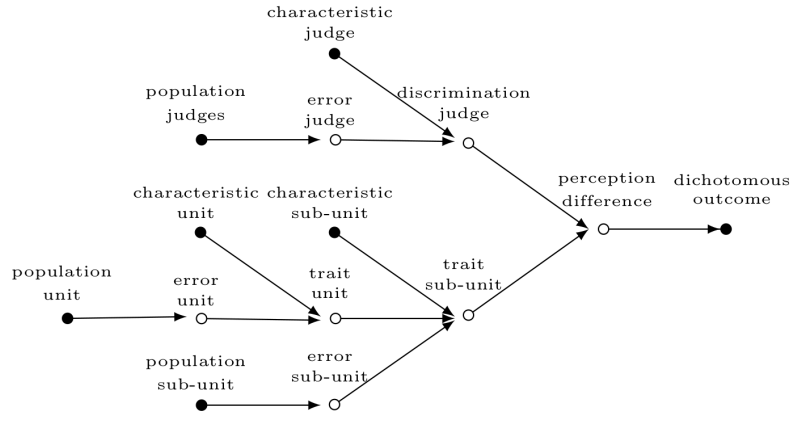 characteristic
judge
population
judges
error
judge
discrimination
judge
perception
difference
dichotomous
outcome
characteristic
unit
characteristic
sub-unit
population
unit
error
unit
trait
unit
trait
sub-unit
population
sub-unit
error
sub-unit